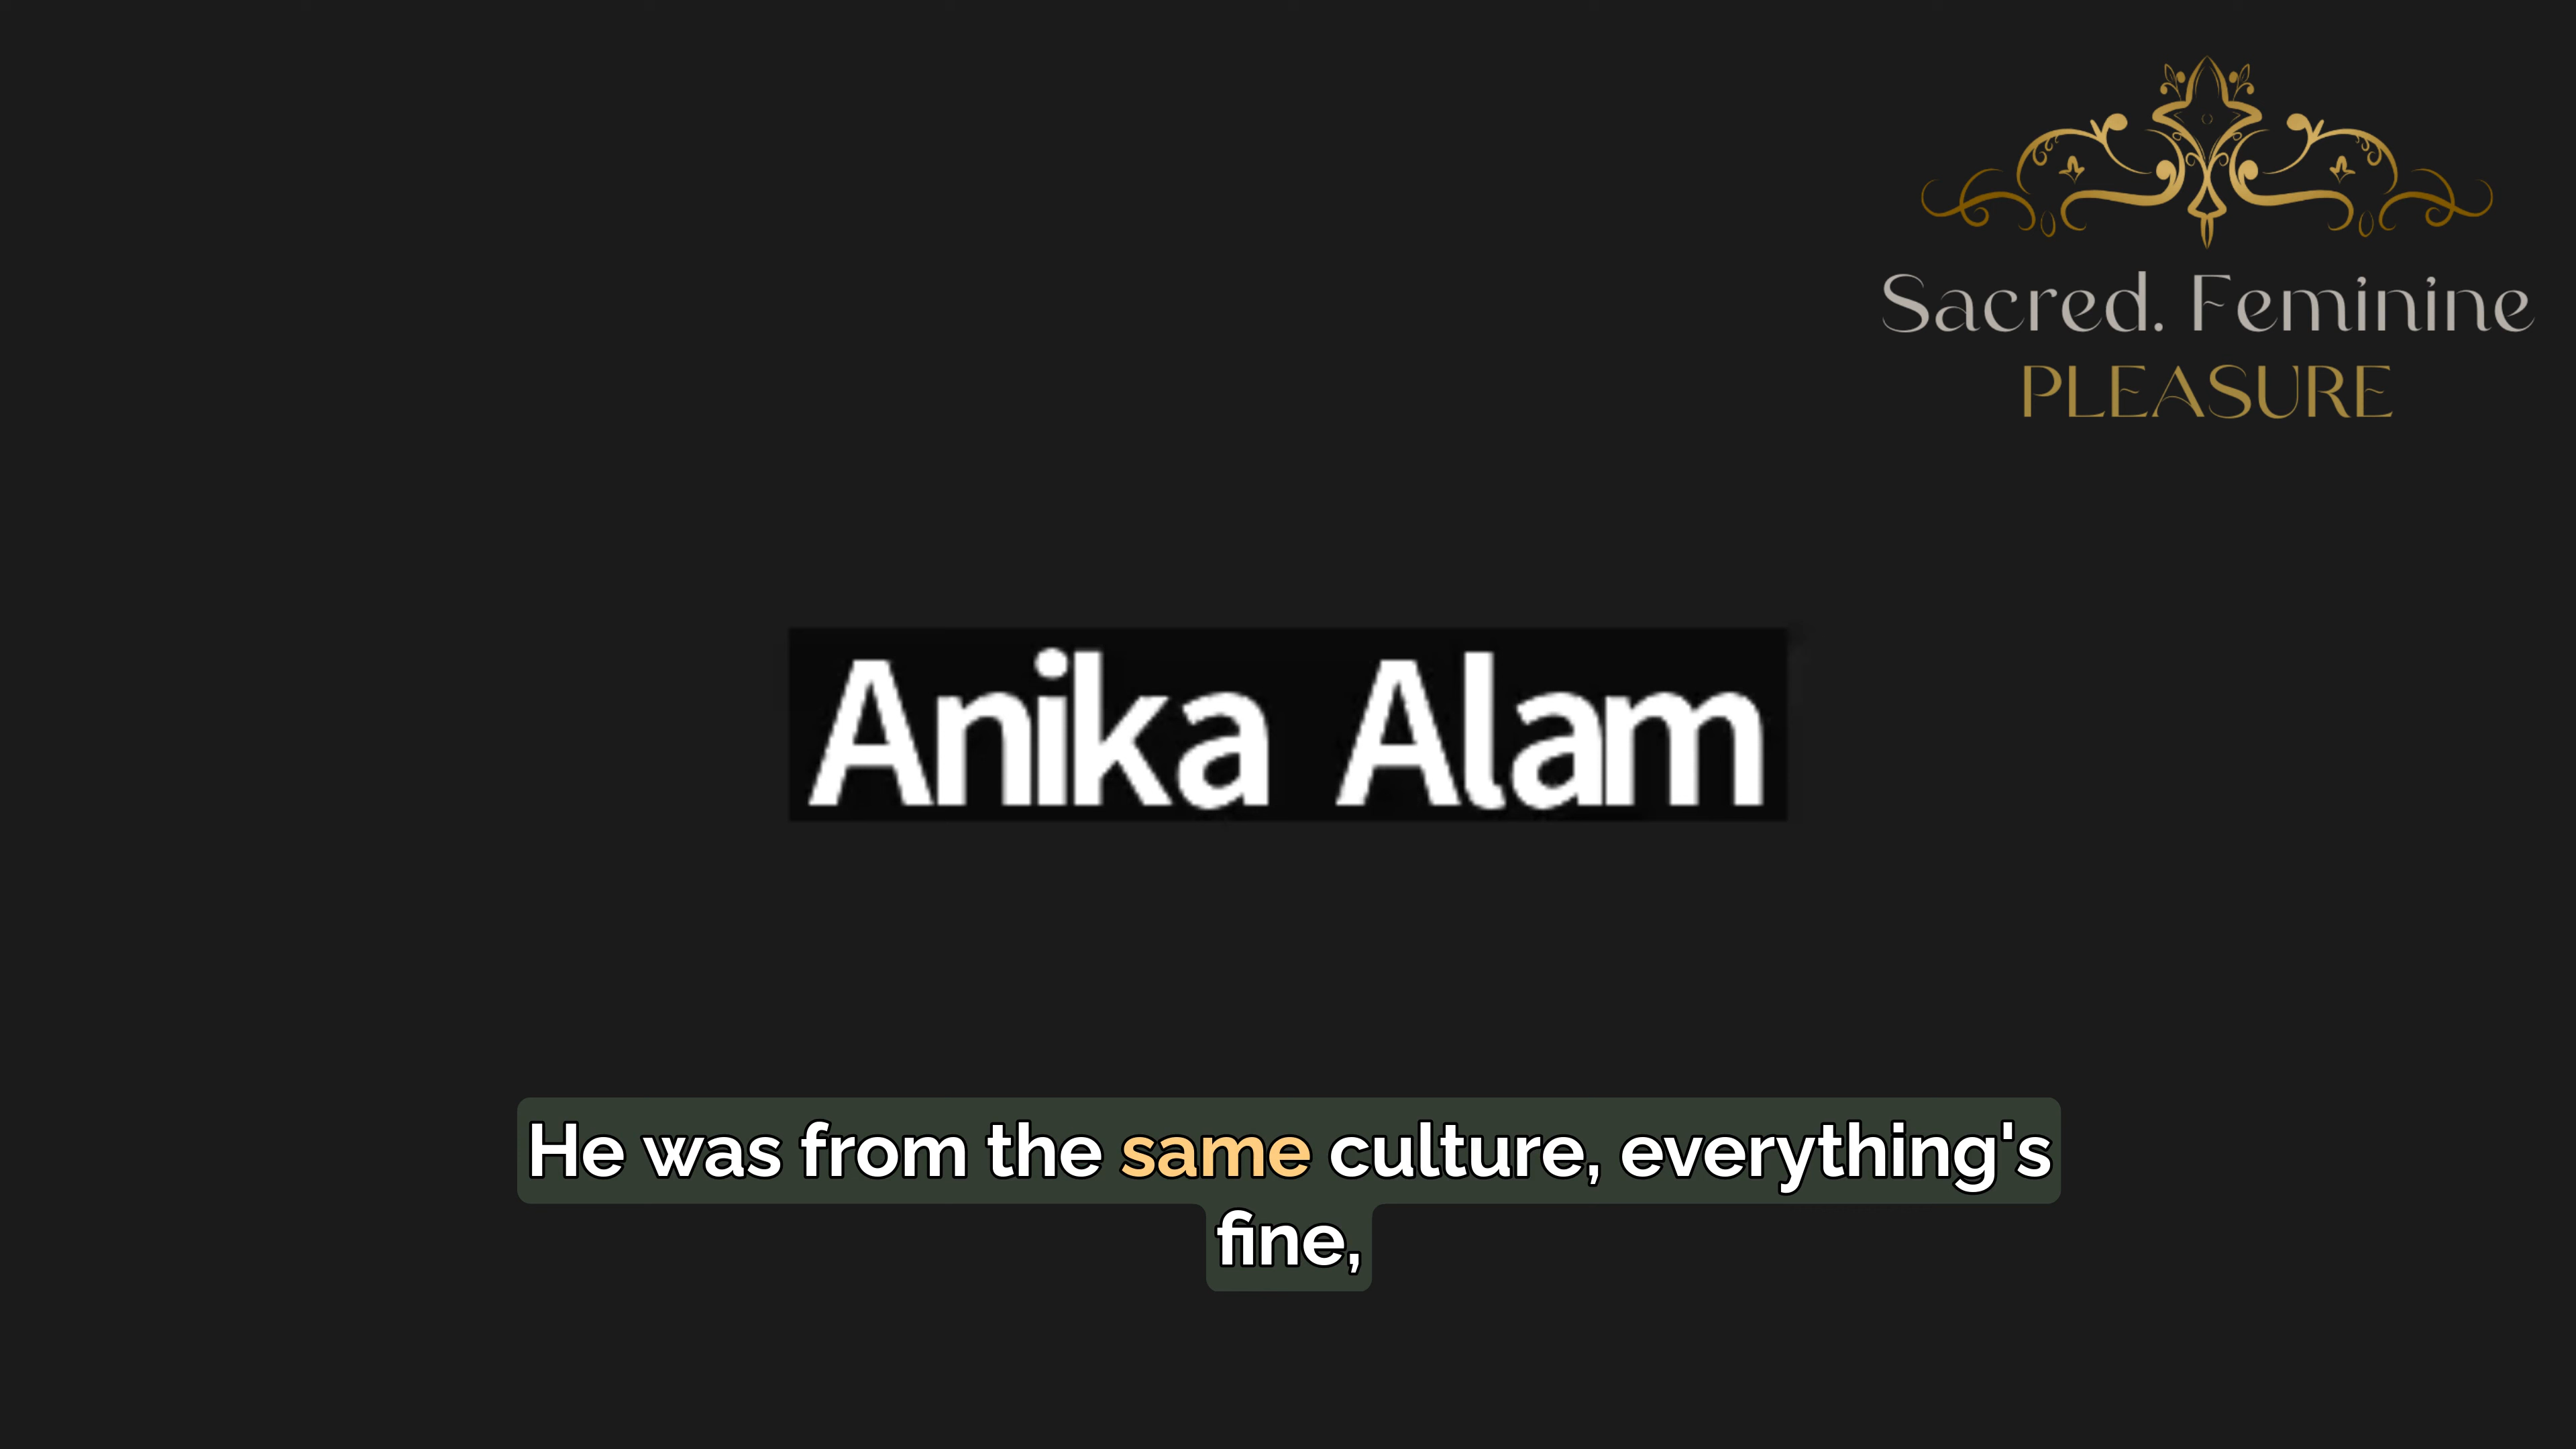 Sacred. Feminine
PLEASURE
Anika Alam
He was from the same culture, everything's
fine,